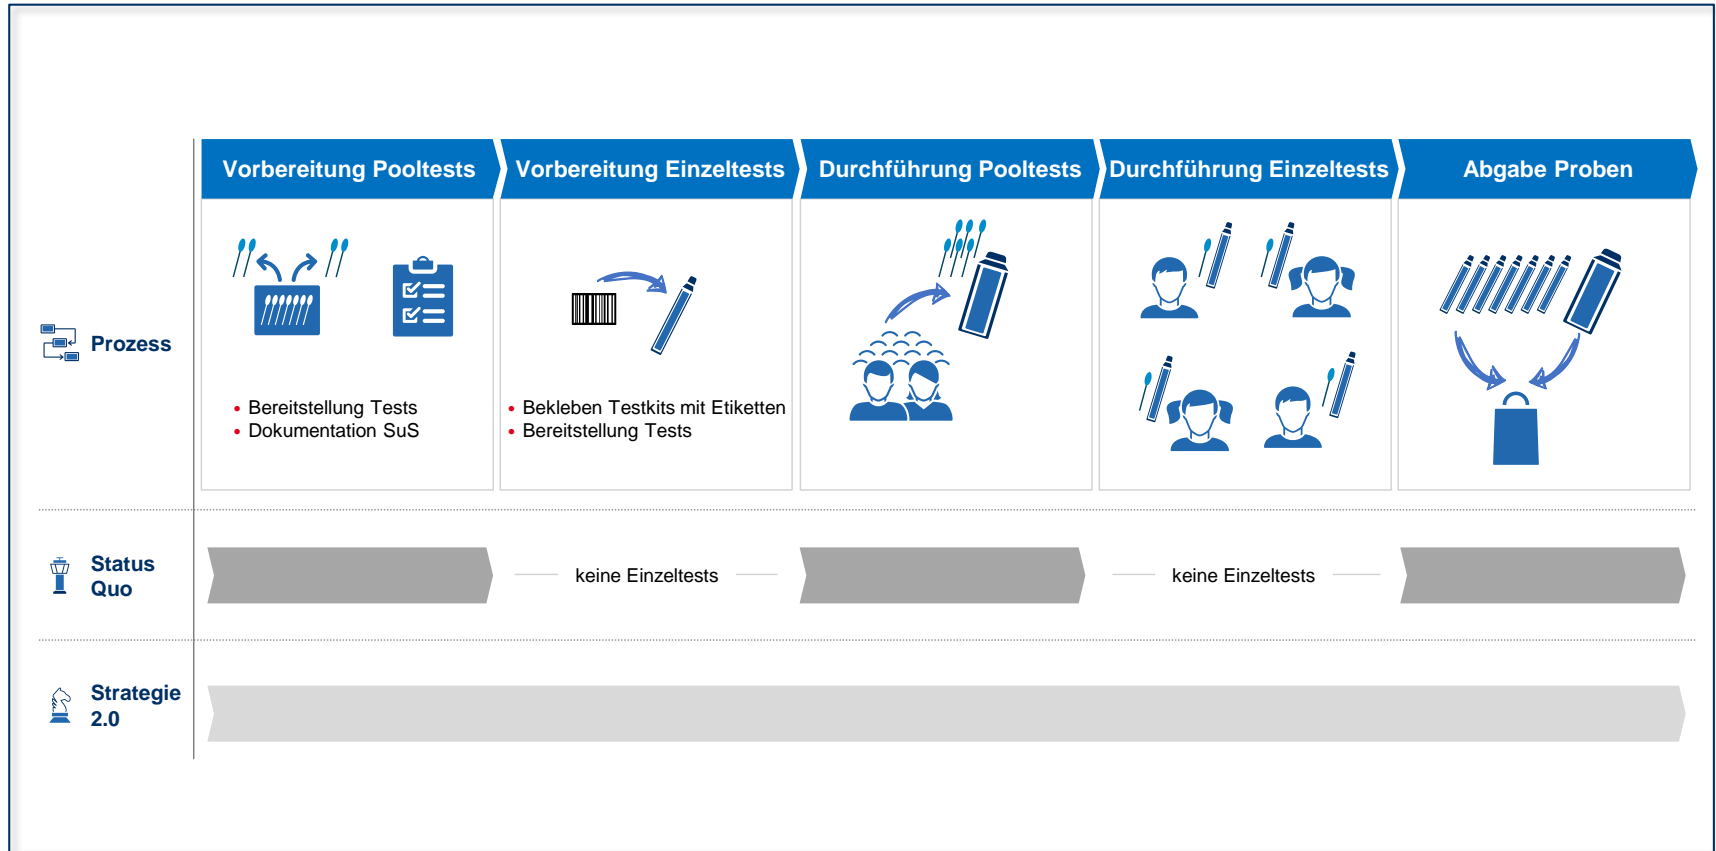 Vorbereitung Pooltests
Vorbereitung Einzeltests
Durchführung Pooltests
Durchführung Einzeltests
Abgabe Proben
Prozess
• Bereitstellung Tests
• Dokumentation SuS
• Bekleben Testkits mit Etiketten
• Bereitstellung Tests
Status
Quo
keine Einzeltests
keine Einzeltests
Strategie
2.0